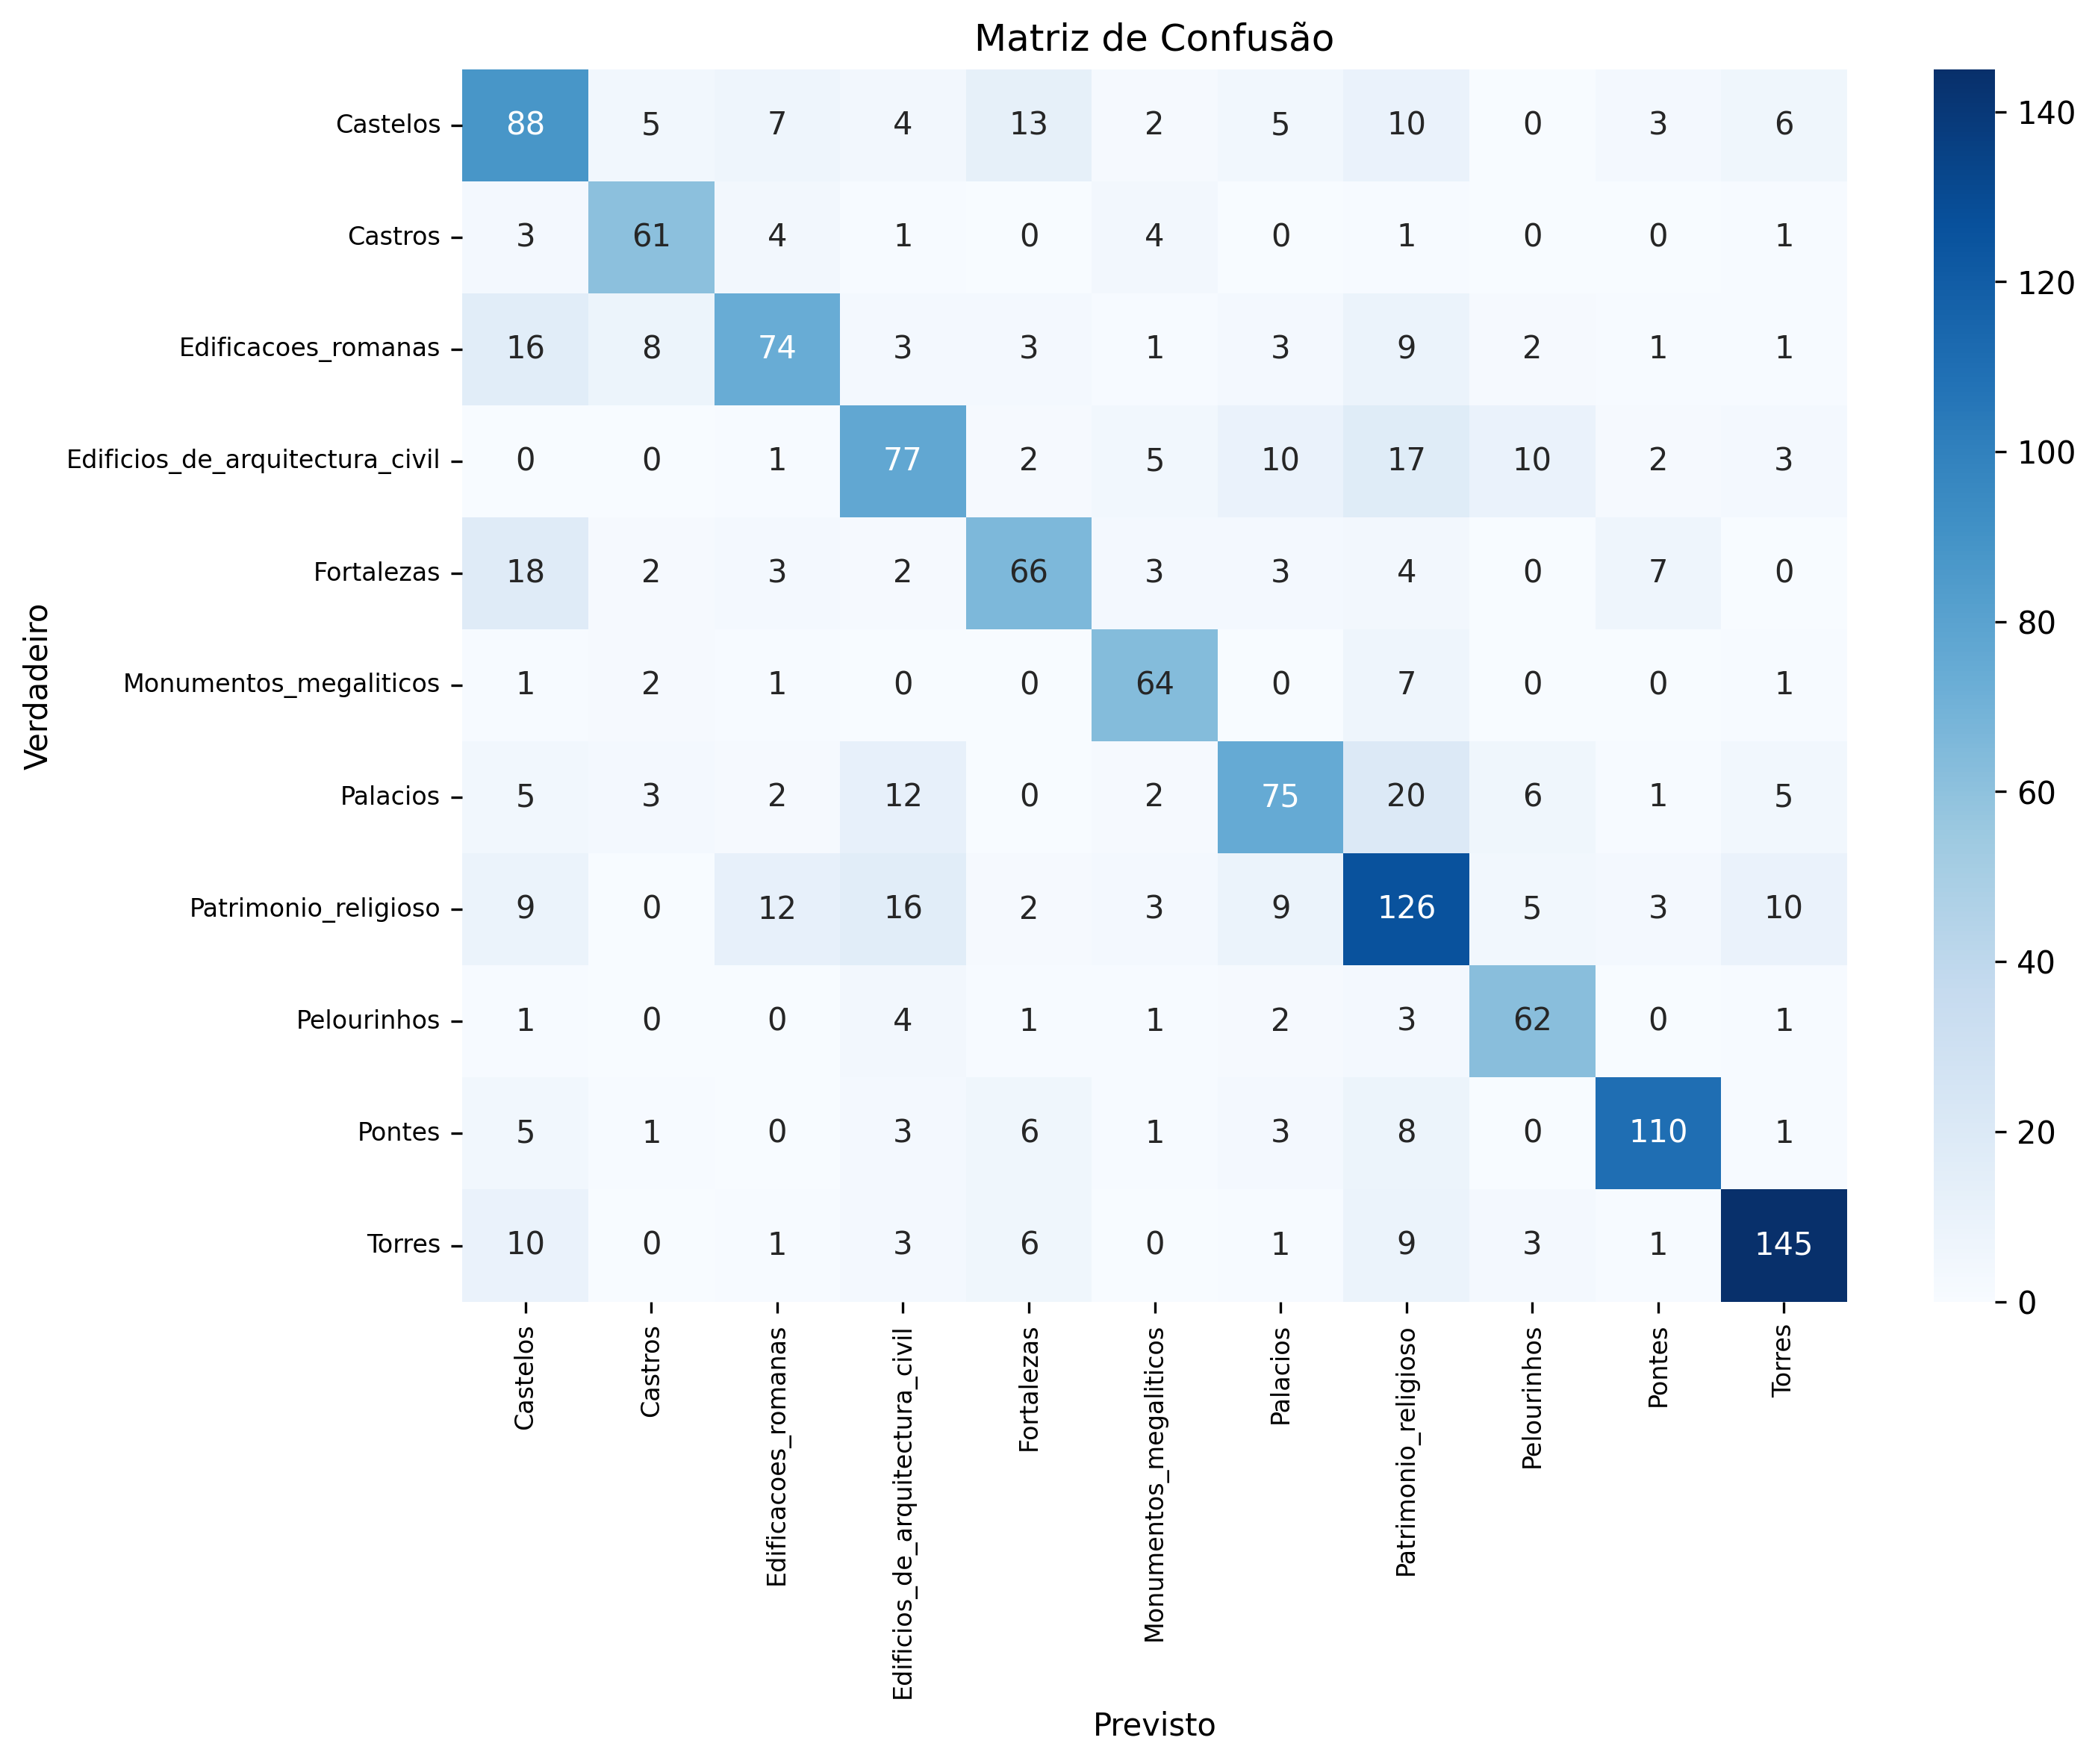 Matriz de Confusão
Castelos 88 5 7 4 13 2 5 10 0 3 6
Castros 3 61 4 1 0 4 0 1 0 0 1
Edificacoes_romanas 16 8 74 3 3 1 3 9 2 1 1
Edificios_de_arquitectura_civil 0 0 1 77 2 5 10 17 10 2 3
Fortalezas 18 2 3 2 66 3 3 4 0 7 0
Monumentos_megaliticos 1 2 1 0 0 64 0 7 0 0 1
Palacios 5 3 2 12 0 2 75 20 6 1 5
Patrimonio_religioso 9 0 12 16 2 3 9 126 5 3 10
Pelourinhos 1 0 0 4 1 1 2 3 62 0 1
Pontes 5 1 0 3 6 1 3 8 0 110 1
Torres 10 0 1 3 6 0 1 9 3 1 145
Verdadeiro
Castelos
Castros
Edificacoes_romanas
Edificios_de_arquitectura_civil
Fortalezas
Monumentos_megaliticos
Palacios
Patrimonio_religioso
Pelourinhos
Pontes
Torres
Previsto
140
120
100
80
60
40
20
0